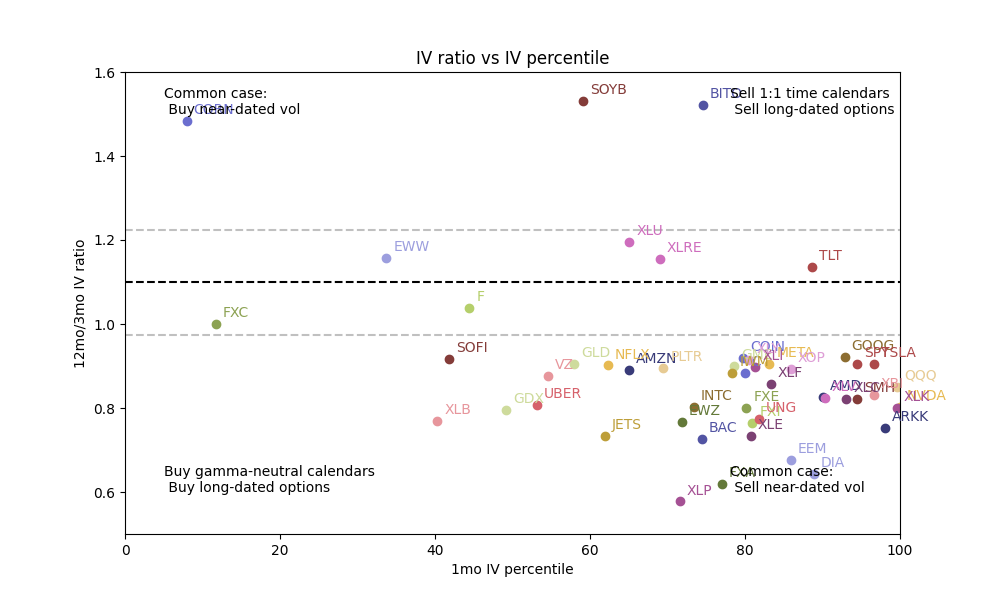 IV ratio vs IV percentile
12mo/3mo IV ratio
1mo IV percentile
1.6
1.4
1.2
1.0
0.8
0.6
0
20
40
60
80
100
Common case:
Buy near-dated vol
Sell 1:1 time calendars
Sell long-dated options
Buy gamma-neutral calendars
Buy long-dated options
Common case:
Sell near-dated vol
CORN
SOYB
EWW
XLU
XLRE
TLT
F
FXC
SOFI
VZ
GLD
NFLX
AMZN
PLTR
COIN
META
XOP
GOOG
QQQ
NVDA
XLK
ARKK
XLF
AMD
UBER
GDX
XLB
JETS
INTC
EWZ
BAC
FXE
UNG
XLE
EEM
DIA
FXA
XLP